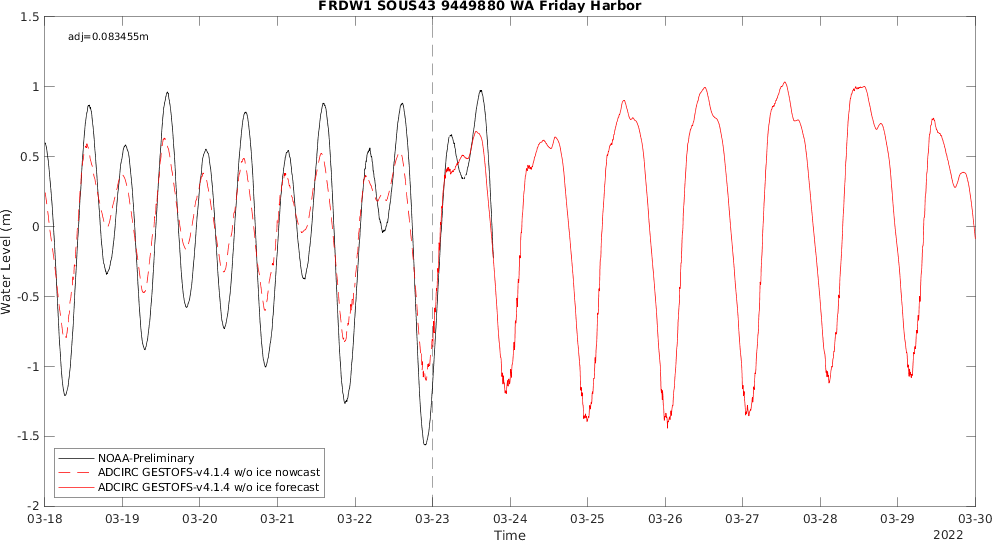 FRDW1 SOUS43 9449880 WA Friday Harbor
adj=0.083455m
1.5
1
0.5
0
-0.5
-1
-1.5
-2
Water Level (m)
NOAA-Preliminary
ADCIRC GESTOFS-v4.1.4 w/o ice nowcast
ADCIRC GESTOFS-v4.1.4 w/o ice forecast
03-18 03-19 03-20 03-21 03-22 03-23 03-24 03-25 03-26 03-27 03-28 03-29 03-30
Time
2022